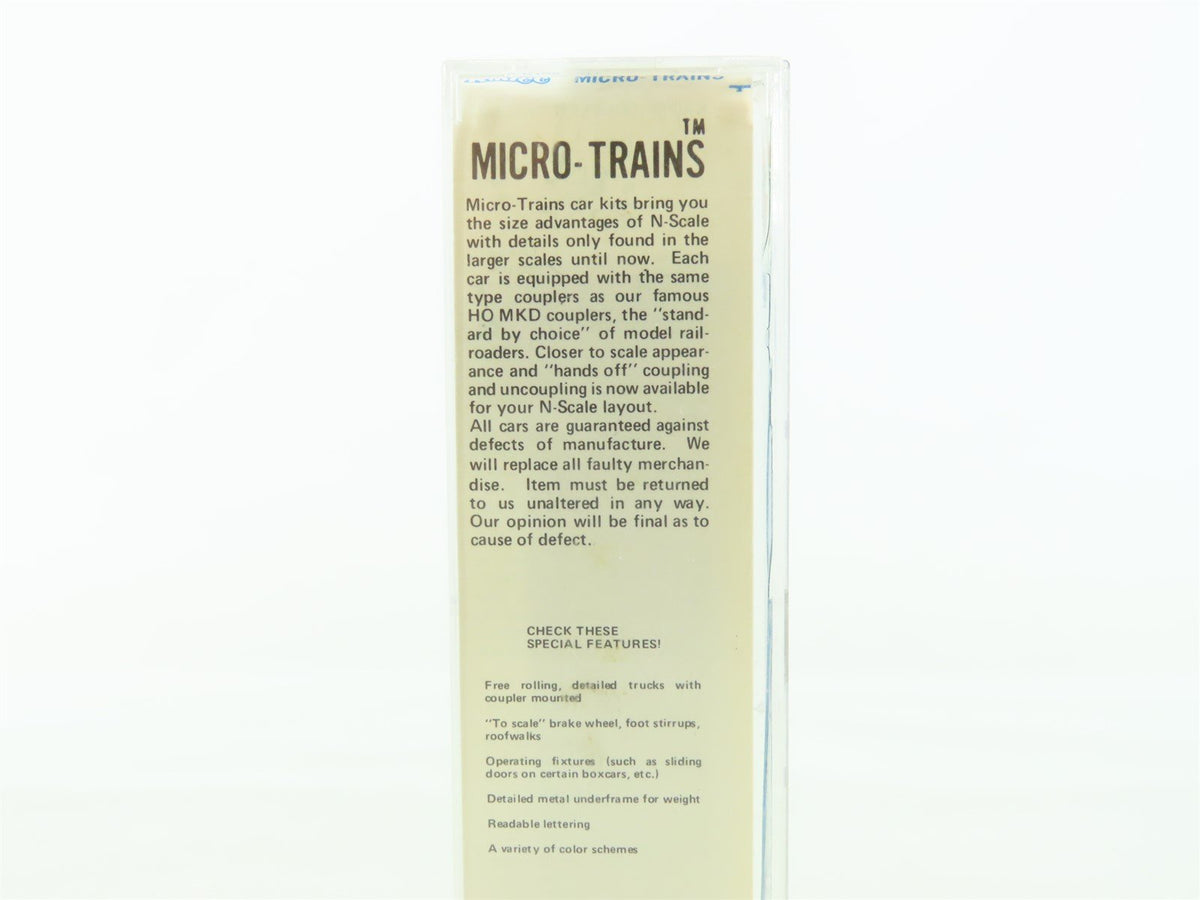 MICRO-TRAINS
TM
MICRO-TRAINS
Micro-Trains car kits bring you
the size advantages of N-Scale
with details only found in the
larger scales until now. Each
car is equipped with the same
type couplers as our famous
HO MKD couplers, the "stand-
ard by choice" of model rail-
roaders. Closer to scale appear-
ance and "hands off" coupling
and uncoupling is now available
for your N-Scale layout.
All cars are guaranteed against
defects of manufacture. We
will replace all faulty merchan-
dise. Item must be returned
to us unaltered in any way.
Our opinion will be final as to
cause of defect.
CHECK THESE
SPECIAL FEATURES!
Free rolling, detailed trucks with
coupler mounted
"To scale" brake wheel, foot stirrups,
roofwalks
Operating fixtures (such as sliding
doors on certain boxcars, etc.)
Detailed metal underframe for weight
Readable lettering
A variety of color schemes